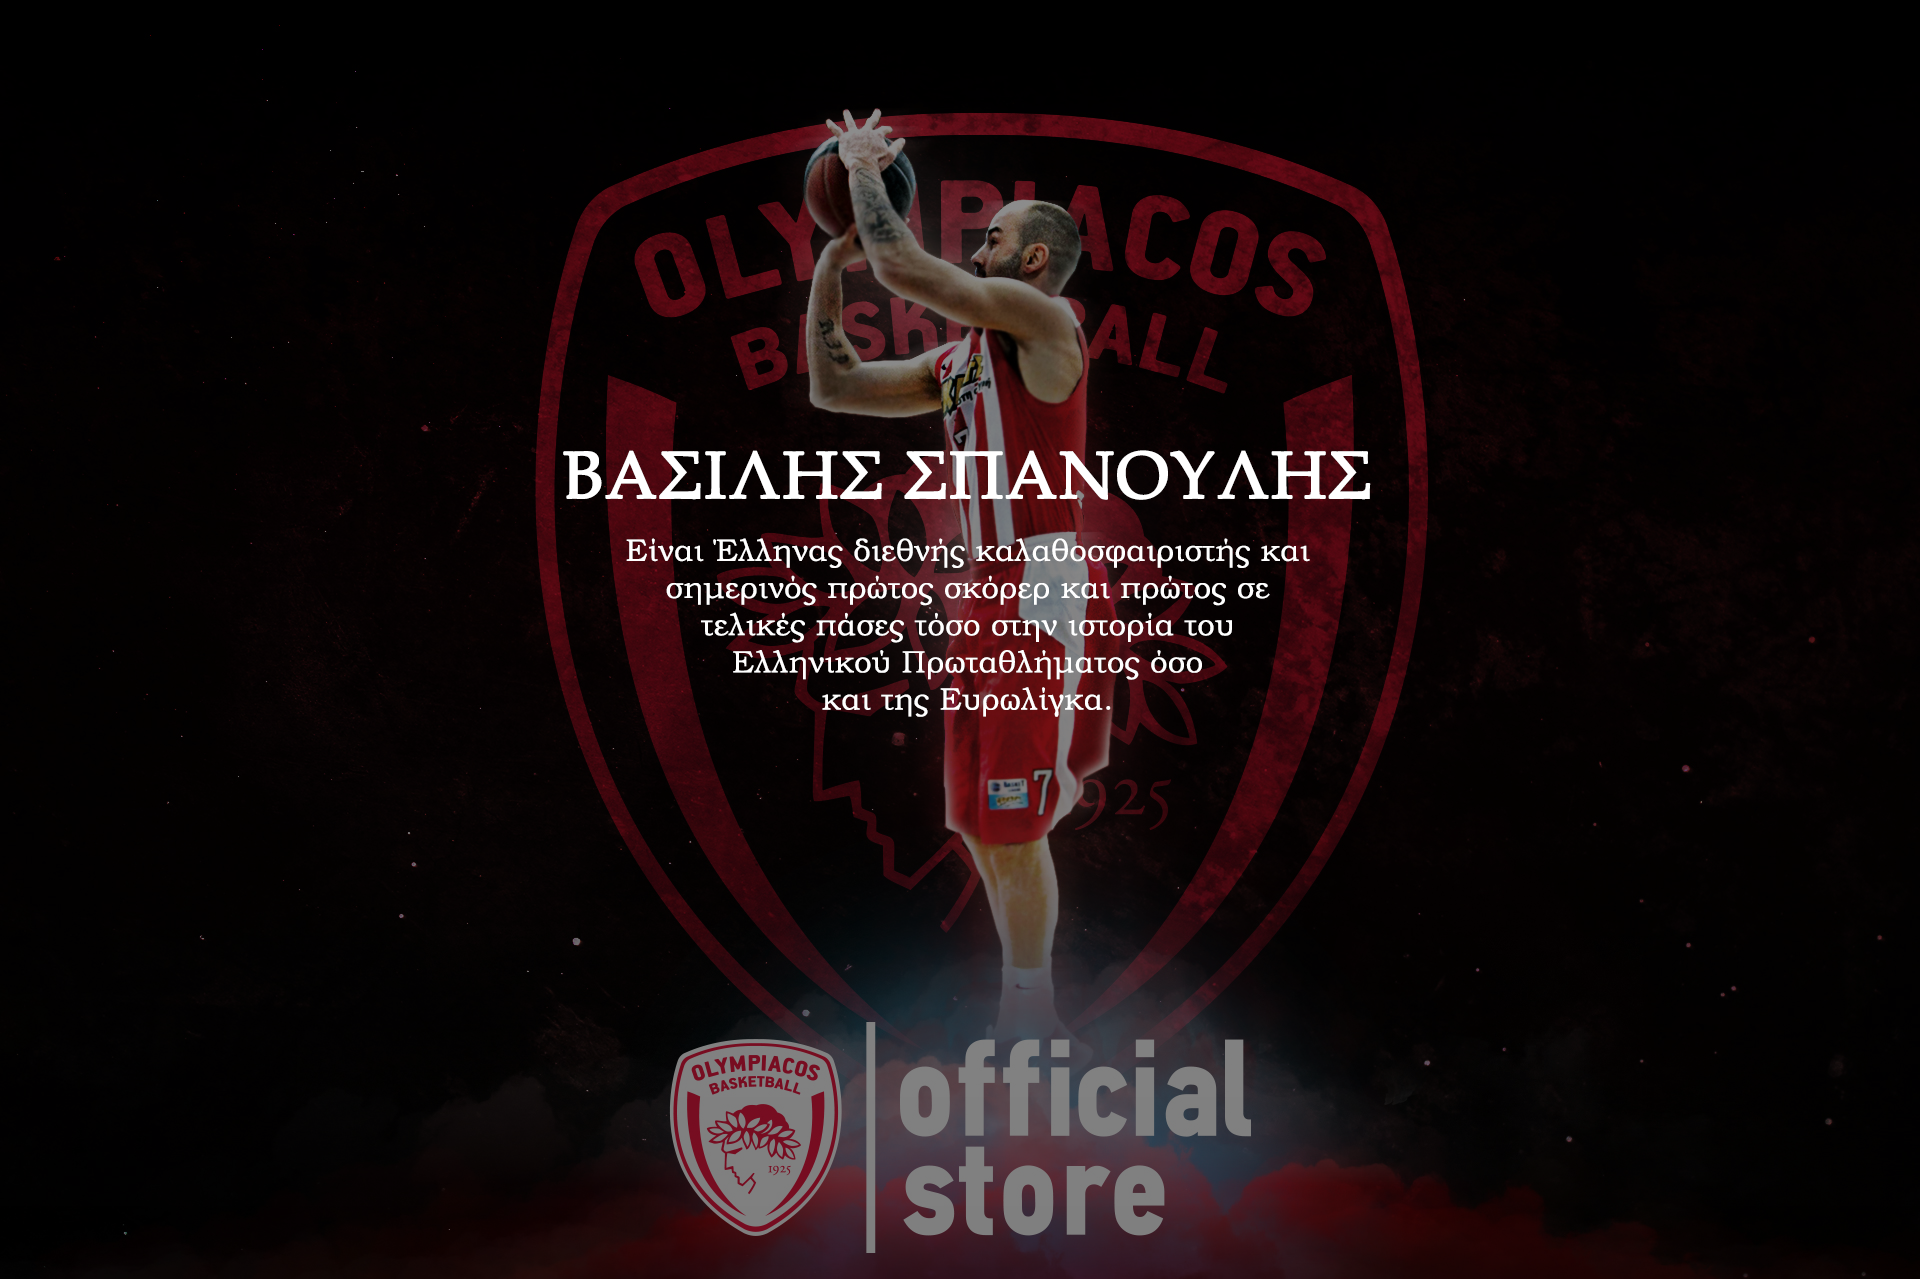 OLYMPIACOS
BASKETBALL
ΒΑΣΙΛΗΣ ΣΠΑΝΟΥΛΗΣ
Είναι Έλληνας διεθνής καλαθοσφαιριστής και
σημερινός πρώτος σκόρερ και πρώτος σε
τελικές πάσες τόσο στην ιστορία του
Ελληνικού Πρωταθλήματος όσο
και της Ευρωλίγκα.
7
925
OLYMPIACOS
BASKETBALL
1925
official
store